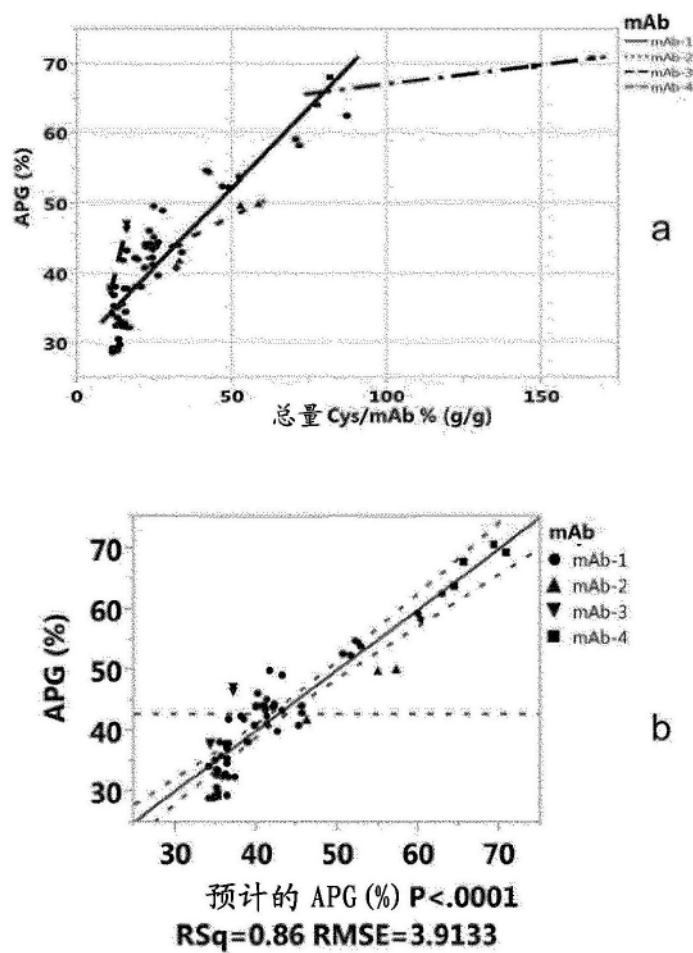 mAb
mAb-1
mAb-2
mAb-3
mAb-4
APG (%)
70
60
50
40
30
0 50 100 150
总量 Cys/mAb % (g/g)
a
mAb
mAb-1
mAb-2
mAb-3
mAb-4
APG (%)
70
60
50
40
30
30 40 50 60 70
预计的 APG(%) P<.0001
RSq=0.86 RMSE=3.9133
b